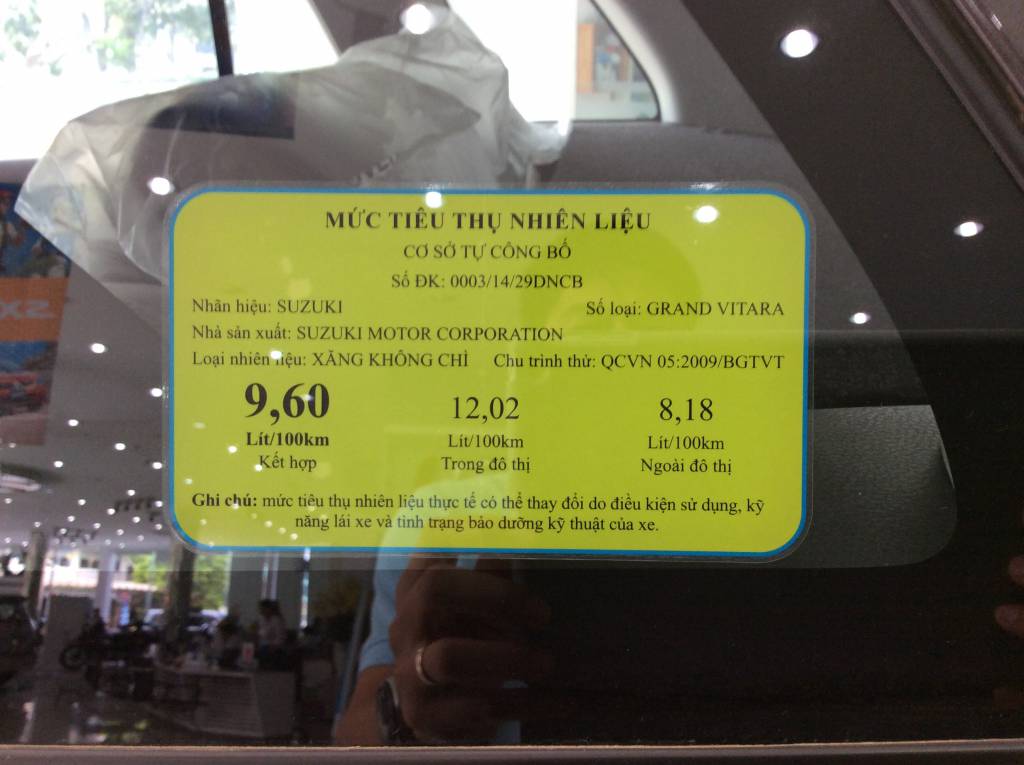 MỨC TIÊU THỤ NHIÊN LIỆU
CƠ SỞ TỰ CÔNG BỐ
Số ĐK: 0003/14/29DNCB
Nhãn hiệu: SUZUKI Số loại: GRAND VITARA
Nhà sản xuất: SUZUKI MOTOR CORPORATION
Loại nhiên liệu: XĂNG KHÔNG CHÌ Chu trình thử: QCVN 05:2009/BGTVT
9,60 12,02 8,18
Lít/100km Lít/100km Lít/100km
Kết hợp Trong đô thị Ngoài đô thị
Ghi chú: mức tiêu thụ nhiên liệu thực tế có thể thay đổi do điều kiện sử dụng, kỹ
năng lái xe và tình trạng bảo dưỡng kỹ thuật của xe.